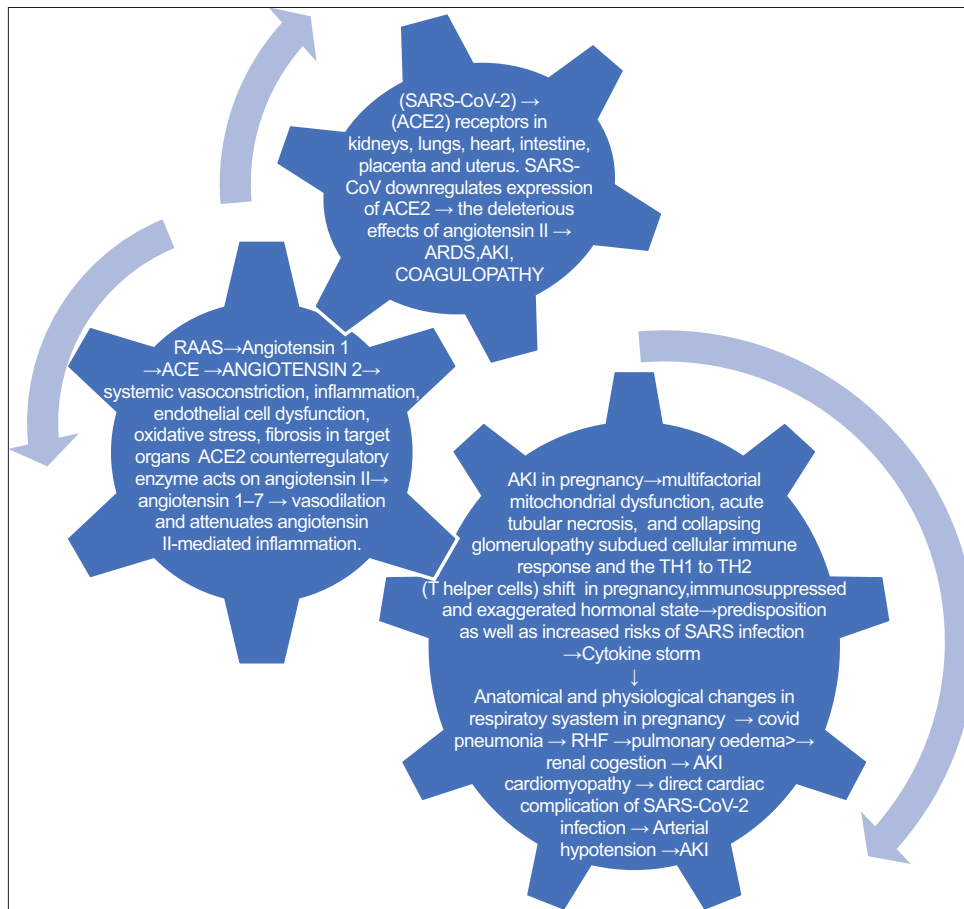 (SARS-CoV-2) →
(ACE2) receptors in
kidneys, lungs, heart, intestine,
placenta and uterus. SARS-
CoV downregulates expression
of ACE2 → the deleterious
effects of angiotensin II →
ARDS,AKI,
COAGULOPATHY
RAAS→Angiotensin 1
→ACE →ANGIOTENSIN 2→
systemic vasoconstriction, inflammation,
endothelial cell dysfunction,
oxidative stress, fibrosis in target
organs ACE2 counterregulatory
enzyme acts on angiotensin II→
angiotensin 1–7 → vasodilation
and attenuates angiotensin
II-mediated inflammation.
AKI in pregnancy→multifactorial
mitochondrial dysfunction, acute
tubular necrosis, and collapsing
glomerulopathy subdued cellular immune
response and the TH1 to TH2
(T helper cells) shift in pregnancy,immunosuppressed
and exaggerated hormonal state→predisposition
as well as increased risks of SARS infection
→Cytokine storm
↓
Anatomical and physiological changes in
respiratoy syastem in pregnancy → covid
pneumonia → RHF →pulmonary oedema>→
renal cogestion → AKI
cardiomyopathy → direct cardiac
complication of SARS-CoV-2
infection → Arterial
hypotension →AKI